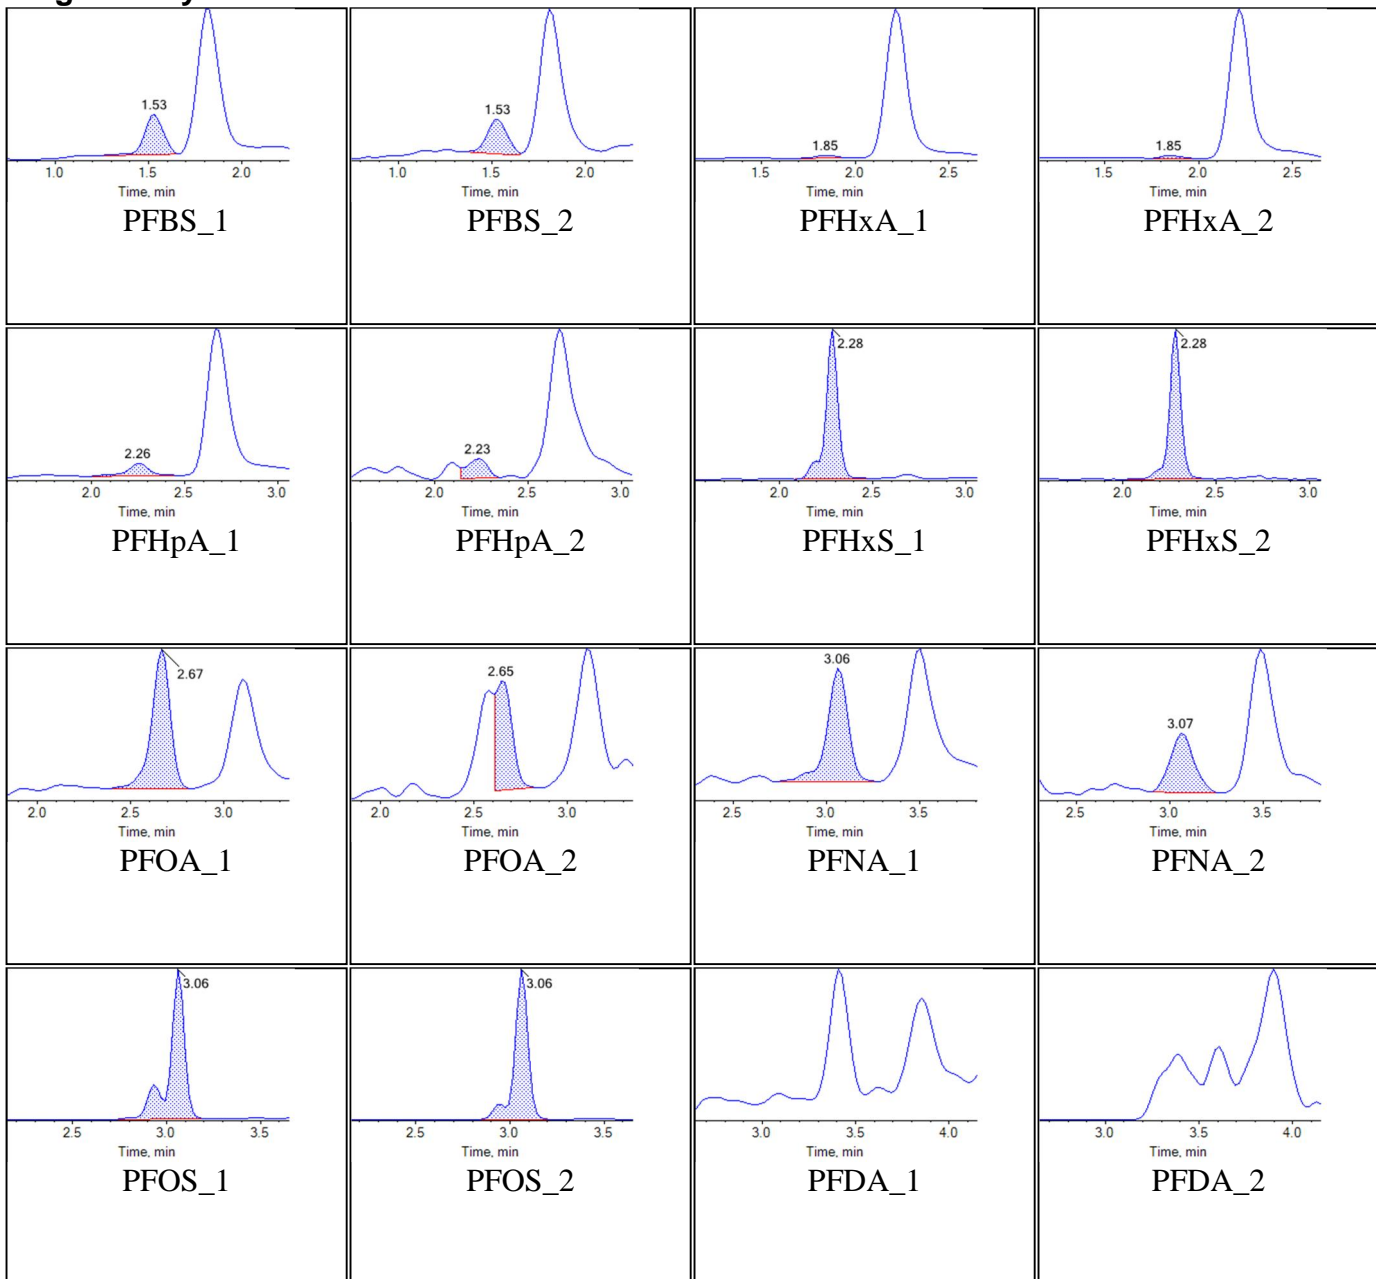 1.53
1.0 1.5 2.0
Time, min
PFBS_1
1.53
1.0 1.5 2.0
Time, min
PFBS_2
1.85
1.5 2.0 2.5
Time, min
PFHxA_1
1.85
1.5 2.0 2.5
Time, min
PFHxA_2
2.26
2.0 2.5 3.0
Time, min
PFHpA_1
2.23
2.0 2.5 3.0
Time, min
PFHpA_2
2.28
2.0 2.5 3.0
Time, min
PFHxS_1
2.28
2.0 2.5 3.0
Time, min
PFHxS_2
2.67
2.0 2.5 3.0
Time, min
PFOA_1
2.65
2.0 2.5 3.0
Time, min
PFOA_2
3.06
2.5 3.0 3.5
Time, min
PFNA_1
3.07
2.5 3.0 3.5
Time, min
PFNA_2
3.06
2.5 3.0 3.5
Time, min
PFOS_1
3.06
2.5 3.0 3.5
Time, min
PFOS_2
3.0 3.5 4.0
Time, min
PFDA_1
3.0 3.5 4.0
Time, min
PFDA_2